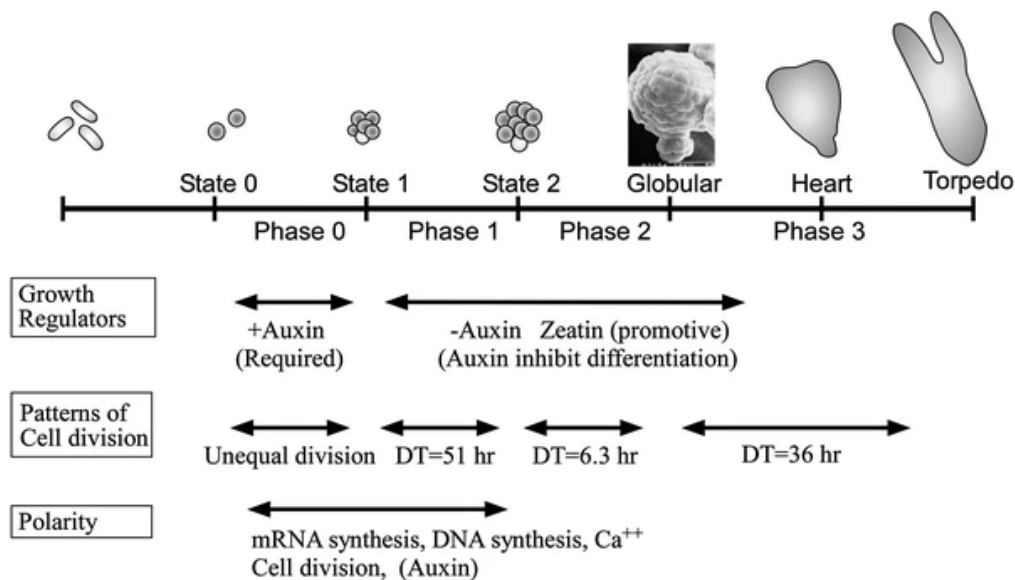 State 0 State 1 State 2 Globular Heart Torpedo
Phase 0 Phase 1 Phase 2 Phase 3
Growth
Regulators
+Auxin
(Required)
-Auxin Zeatin (promotive)
(Auxin inhibit differentiation)
Patterns of
Cell division
Unequal division DT=51 hr DT=6.3 hr DT=36 hr
Polarity
mRNA synthesis, DNA synthesis, Ca++
Cell division, (Auxin)